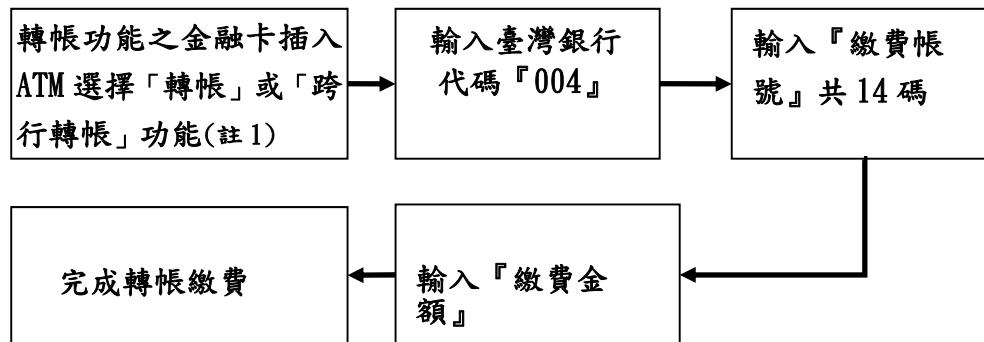 轉帳功能之金融卡插入
ATM 選擇「轉帳」或「跨
行轉帳」功能(註 1)
輸入臺灣銀行
代碼『004』
輸入『繳費帳
號』共 14 碼
輸入『繳費金
額』
完成轉帳繳費